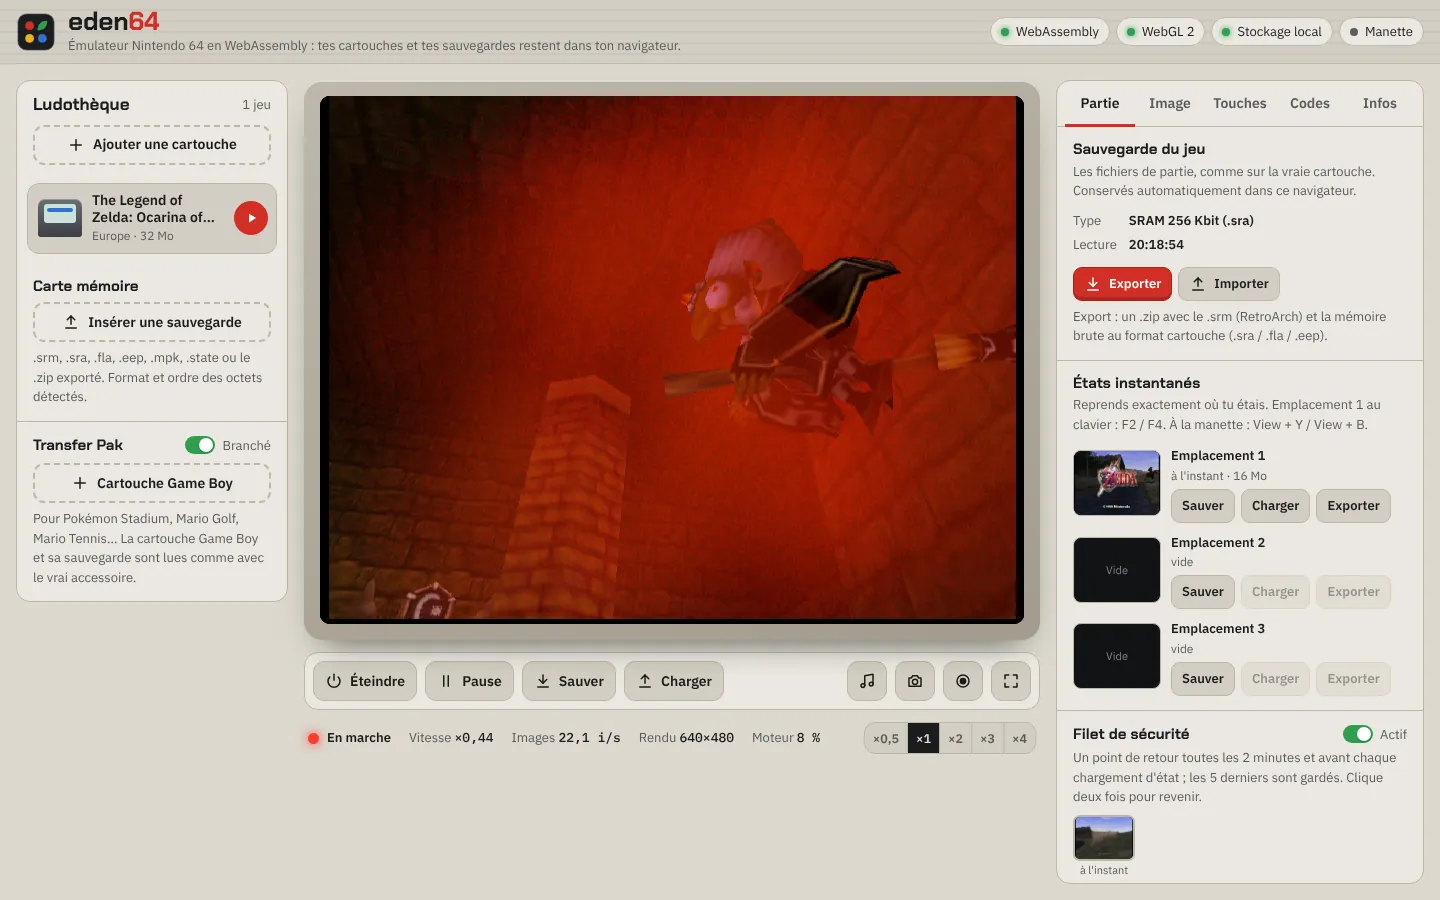 eden64
Émulateur Nintendo 64 en WebAssembly : tes cartouches et tes sauvegardes restent dans ton navigateur.
WebAssembly
WebGL 2
Stockage local
Manette
Ludothèque
1 jeu
Ajouter une cartouche
The Legend of
Zelda: Ocarina of...
Europe · 32 Mo
Carte mémoire
Insérer une sauvegarde
.srm, .sra, .fla, .eep, .mpk, .state ou le
.zip exporté. Format et ordre des octets
détectés.
Transfer Pak
Branché
Cartouche Game Boy
Pour Pokémon Stadium, Mario Golf,
Mario Tennis... La cartouche Game Boy
et sa sauvegarde sont lues comme avec
le vrai accessoire.
Éteindre
Pause
Sauver
Charger
En marche
Vitesse ×0,44
Images 22,1 i/s
Rendu 640×480
Moteur 8 %
×0,5
×1
×2
×3
×4
Partie
Image
Touches
Codes
Infos
Sauvegarde du jeu
Les fichiers de partie, comme sur la vraie cartouche.
Conservés automatiquement dans ce navigateur.
Type SRAM 256 Kbit (.sra)
Lecture 20:18:54
Exporter
Importer
Export : un .zip avec le .srm (RetroArch) et la mémoire
brute au format cartouche (.sra / .fla / .eep).
États instantanés
Reprends exactement où tu étais. Emplacement 1 au
clavier : F2 / F4. À la manette : View + Y / View + B.
ZELDA
Emplacement 1
à l'instant · 16 Mo
Sauver
Charger
Exporter
Vide
Emplacement 2
vide
Sauver
Charger
Exporter
Vide
Emplacement 3
vide
Sauver
Charger
Exporter
Filet de sécurité
Actif
Un point de retour toutes les 2 minutes et avant chaque
chargement d'état ; les 5 derniers sont gardés. Clique
deux fois pour revenir.
à l'instant